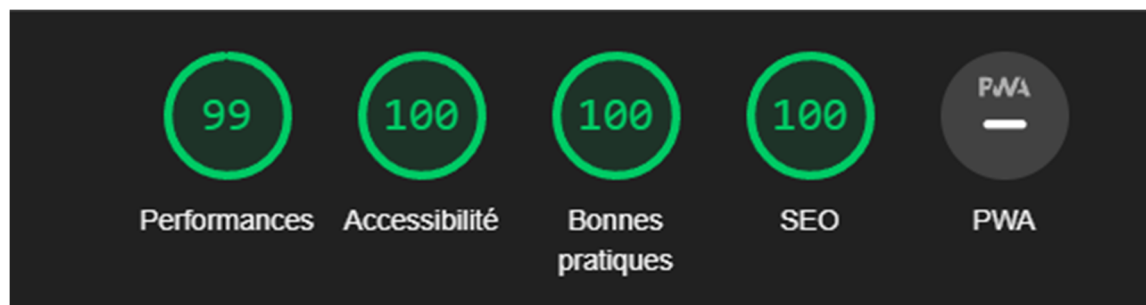 99
100
100
100
PWA
Performances
Accessibilité
Bonnes
pratiques
SEO
PWA